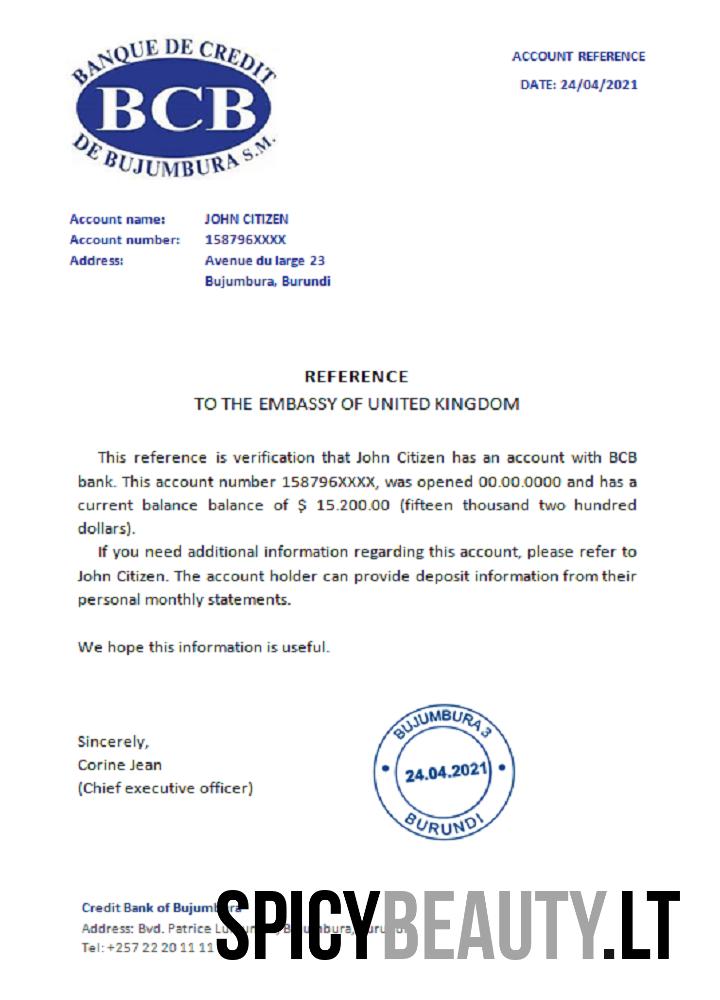 BANQUE DE CREDIT
BCB
DE BUJUMBURA S.M.
ACCOUNT REFERENCE
DATE: 24/04/2021
Account name: JOHN CITIZEN
Account number: 158796XXXX
Address: Avenue du large 23
Bujumbura, Burundi
REFERENCE
TO THE EMBASSY OF UNITED KINGDOM
This reference is verification that John Citizen has an account with BCB
bank. This account number 158796XXXX, was opened 00.00.0000 and has a
current balance balance of $ 15.200.00 (fifteen thousand two hundred
dollars).
If you need additional information regarding this account, please refer to
John Citizen. The account holder can provide deposit information from their
personal monthly statements.
We hope this information is useful.
Sincerely,
Corine Jean
(Chief executive officer)
BUJUMBURA 3
24.04.2021
BURUNDI
Credit Bank of Bujumbura
Address: Bvd. Patrice
Tel: +257 22 20 11 11
SPICYBEAUTY.LT